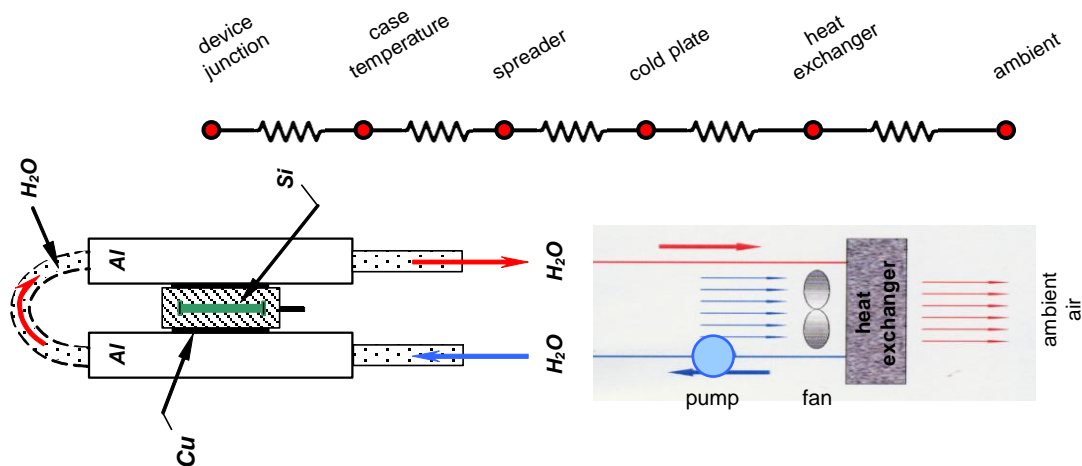 device
junction
case
temperature
spreader
cold plate
heat
exchanger
ambient
H₂O
Si
Al
Al
Cu
H₂O
H₂O
heat
exchanger
pump
fan
ambient
air